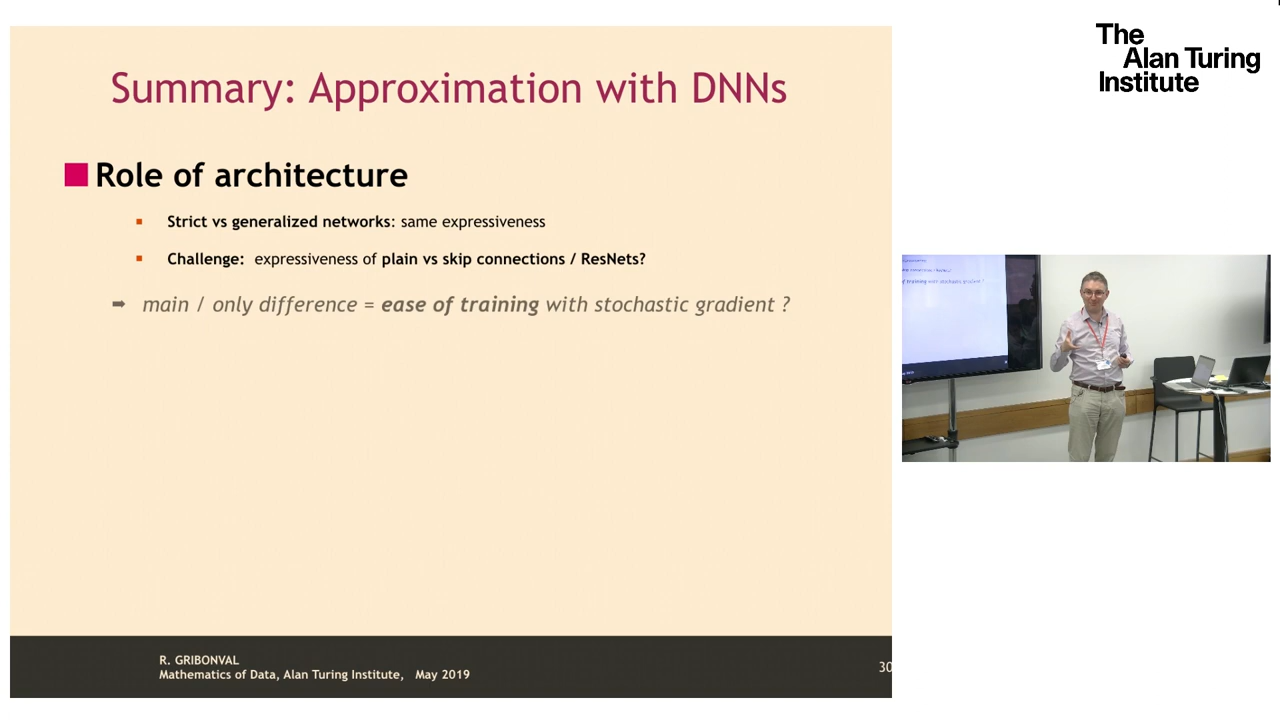 Summary: Approximation with DNNs
Role of architecture
Strict vs generalized networks: same expressiveness
Challenge: expressiveness of plain vs skip connections / ResNets?
➡ main / only difference = ease of training with stochastic gradient ?
R. GRIBONVAL
Mathematics of Data, Alan Turing Institute, May 2019
30
The
Alan Turing
Institute